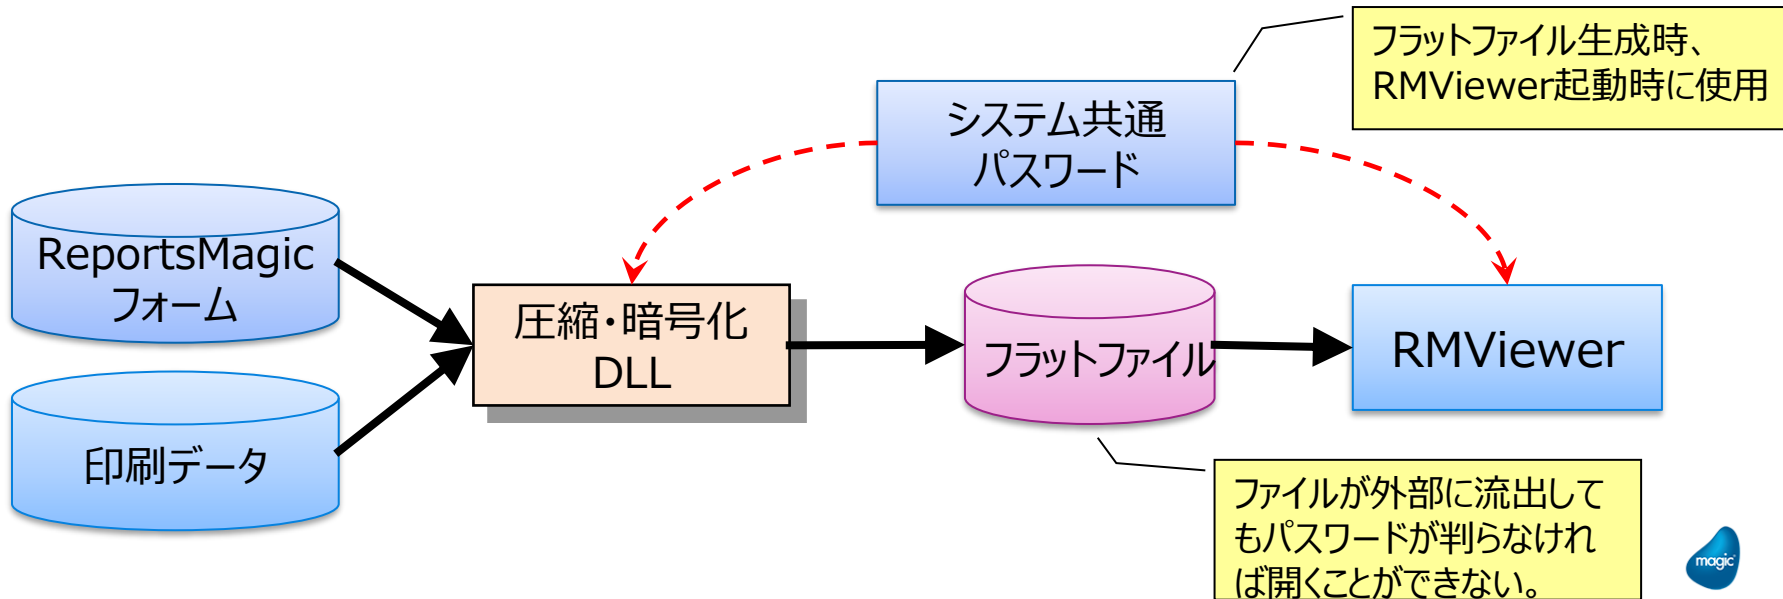 フラットファイル生成時、
RMViewer起動時に使用
システム共通
パスワード
ReportsMagic
フォーム
圧縮・暗号化
DLL
フラットファイル
RMViewer
印刷データ
ファイルが外部に流出して
もパスワードが判らなけれ
ば開くことができない。
magic